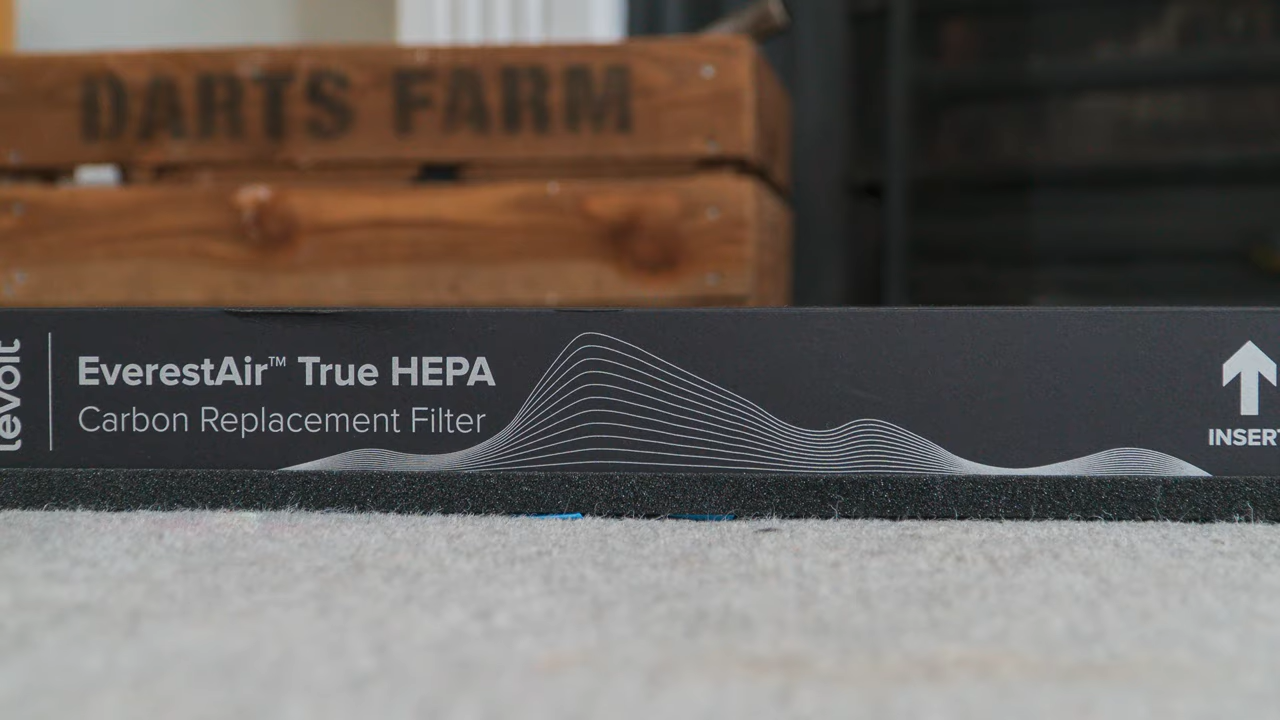 DARTS FARM
levoit
EverestAir™ True HEPA
Carbon Replacement Filter
INSERT